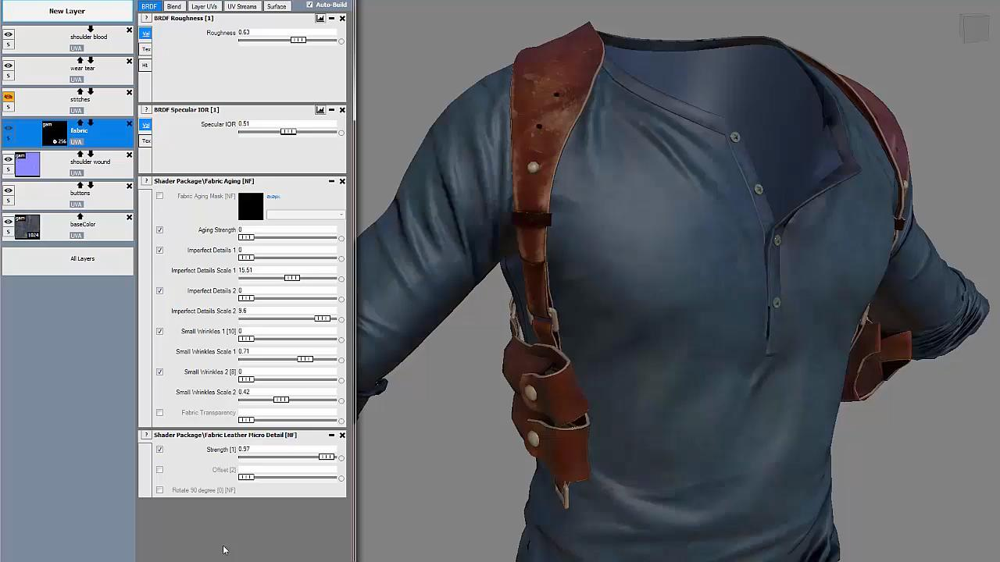 New Layer
shoulder blood
UVA
S
wear tear
UVA
S
stitches
UVA
S
gam
256
fabric
UVA
S
gam
shoulder wound
UVA
S
buttons
UVA
S
gam
1024
baseColor
UVA
S
All Layers
BRDF
Layer UVs
UV Streams
Surface
Auto-Build
? BRDF Roughness [1]
Val
Tex
Ht
Roughness 0.63
? BRDF Specular IOR [1]
Val
Tex
Specular IOR 0.51
? Shader Package\Fabric Aging [NF]
Fabric Aging Mask [NF]
0x0px
Aging Strength 0
Imperfect Details 1 0
Imperfect Details Scale 1 15.51
Imperfect Details 2 0
Imperfect Details Scale 2 9.6
Small Wrinkles 1 [10] 0
Small Wrinkles Scale 1 0.71
Small Wrinkles 2 [8] 0
Small Wrinkles Scale 2 0.42
Fabric Transparency
? Shader Package\Fabric Leather Micro Detail [NF]
Strength [1] 0.97
Offset [2]
Rotate 90 degree [0] [NF]